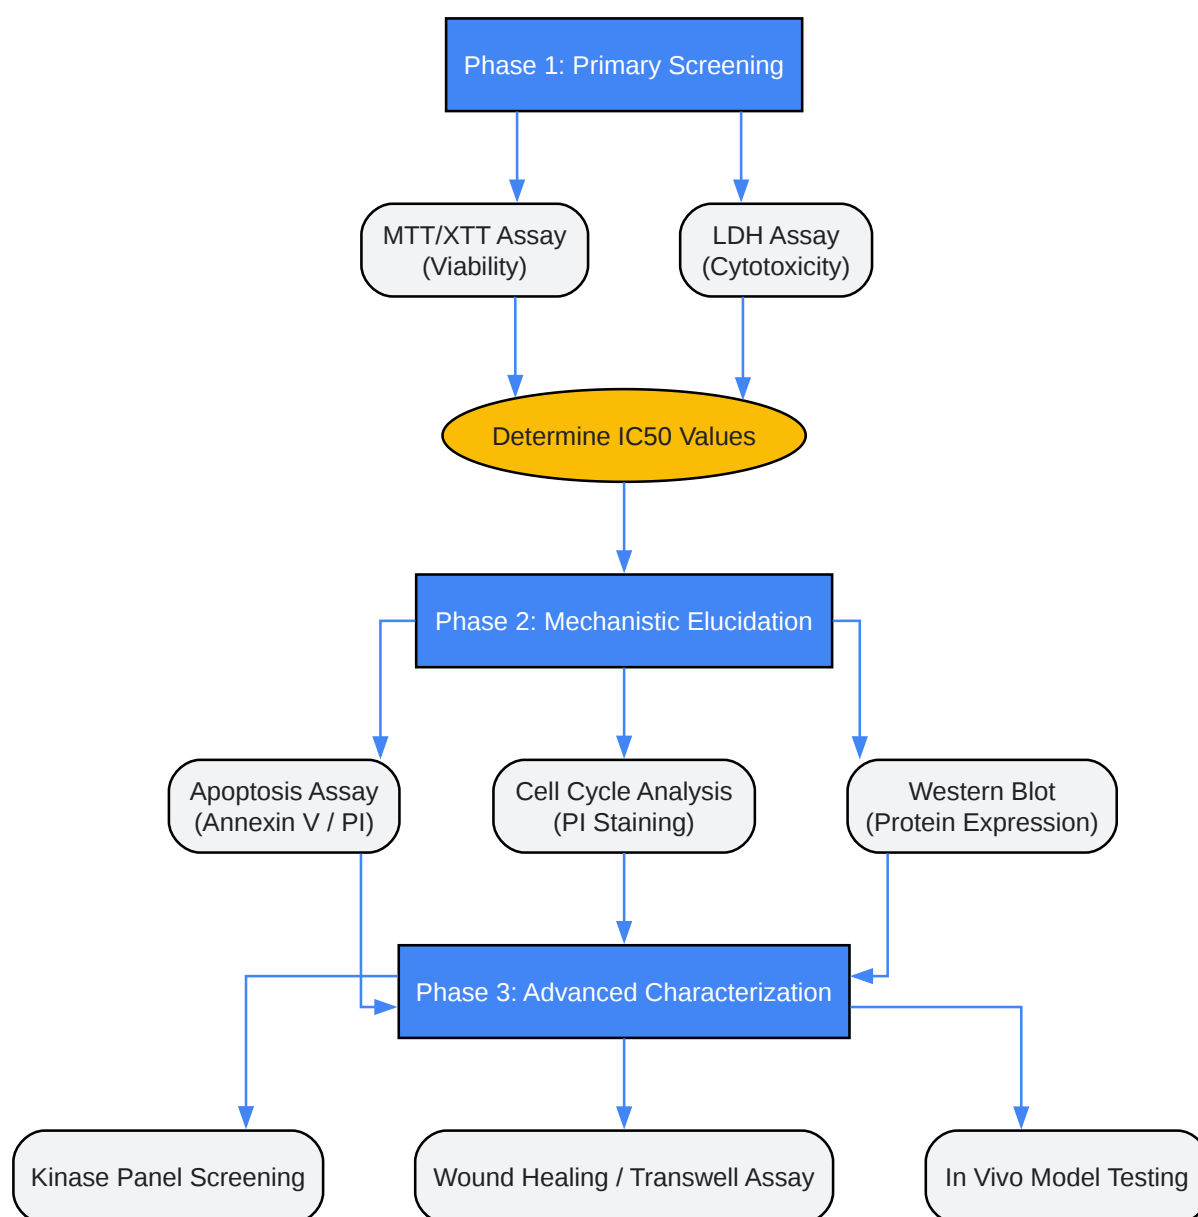 Phase 1: Primary Screening
MTT/XTT Assay
(Viability)
LDH Assay
(Cytotoxicity)
Determine IC50 Values
Phase 2: Mechanistic Elucidation
Apoptosis Assay
(Annexin V / PI)
Cell Cycle Analysis
(PI Staining)
Western Blot
(Protein Expression)
Phase 3: Advanced Characterization
Kinase Panel Screening
Wound Healing / Transwell Assay
In Vivo Model Testing